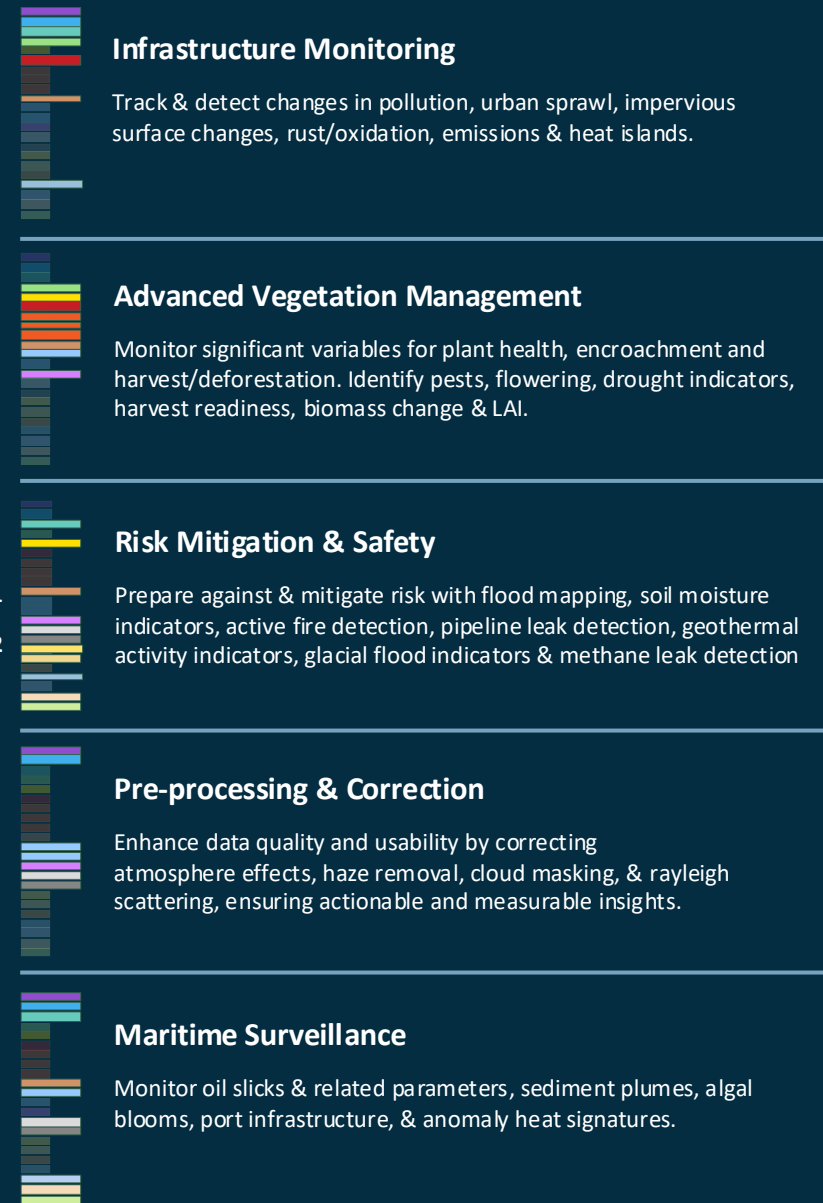 Infrastructure Monitoring
Track & detect changes in pollution, urban sprawl, impervious
surface changes, rust/oxidation, emissions & heat islands.
Advanced Vegetation Management
Monitor significant variables for plant health, encroachment and
harvest/deforestation. Identify pests, flowering, drought indicators,
harvest readiness, biomass change & LAI.
Risk Mitigation & Safety
Prepare against & mitigate risk with flood mapping, soil moisture
indicators, active fire detection, pipeline leak detection, geothermal
activity indicators, glacial flood indicators & methane leak detection
Pre-processing & Correction
Enhance data quality and usability by correcting
atmosphere effects, haze removal, cloud masking, & rayleigh
scattering, ensuring actionable and measurable insights.
Maritime Surveillance
Monitor oil slicks & related parameters, sediment plumes, algal
blooms, port infrastructure, & anomaly heat signatures.